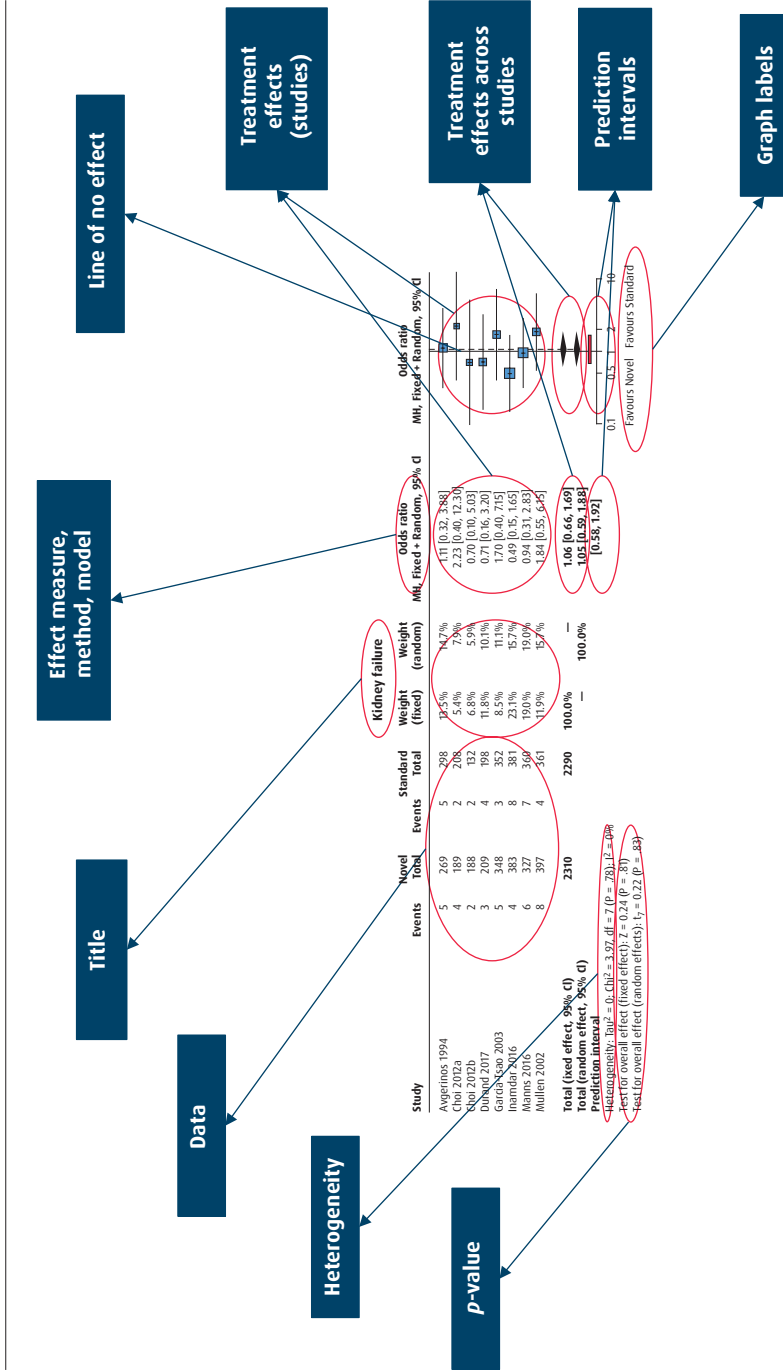 Title
Effect measure,
method, model
Line of no effect
Data
Treatment
effects
(studies)
Heterogeneity
Treatment
effects across
studies
p-value
Prediction
intervals
Graph labels
Kidney failure
Novel Standard Weight Weight Odds ratio Odds ratio
Study Events Total Events Total (fixed) (random) MH, Fixed + Random, 95% CI MH, Fixed + Random, 95% CI
Avgerinos 1994 5 269 5 298 13.5% 14.7% 1.11 [0.32, 3.88]
Choi 2012a 4 189 2 208 5.4% 7.9% 2.23 [0.40, 12.30]
Choi 2012b 2 188 2 132 6.8% 5.9% 0.70 [0.10, 5.03]
Durand 2017 3 209 4 198 11.8% 10.1% 0.71 [0.16, 3.20]
Garcia-Tsao 2003 5 348 3 352 8.5% 11.1% 1.70 [0.40, 7.15]
Inamdar 2016 4 383 8 381 23.1% 15.7% 0.49 [0.15, 1.65]
Manns 2016 6 327 7 360 19.0% 19.0% 0.94 [0.31, 2.83]
Mullen 2002 8 397 4 361 11.9% 15.7% 1.84 [0.55, 6.15]
Total (ixed effect, 95% CI) 2310 2290 100.0% — 1.06 [0.66, 1.69]
Total (random effect, 95% CI) — 100.0% 1.05 [0.59, 1.88]
Prediction interval [0.58, 1.92]
Heterogeneity: Tau² = 0; Chi² = 3.97, df = 7 (P = .78); I² = 0%
Test for overall effect (fixed effect): Z = 0.24 (P = .81)
Test for overall effect (random effects): t₇ = 0.22 (P = .83)
0.1 0.5 1 2 10
Favours Novel Favours Standard